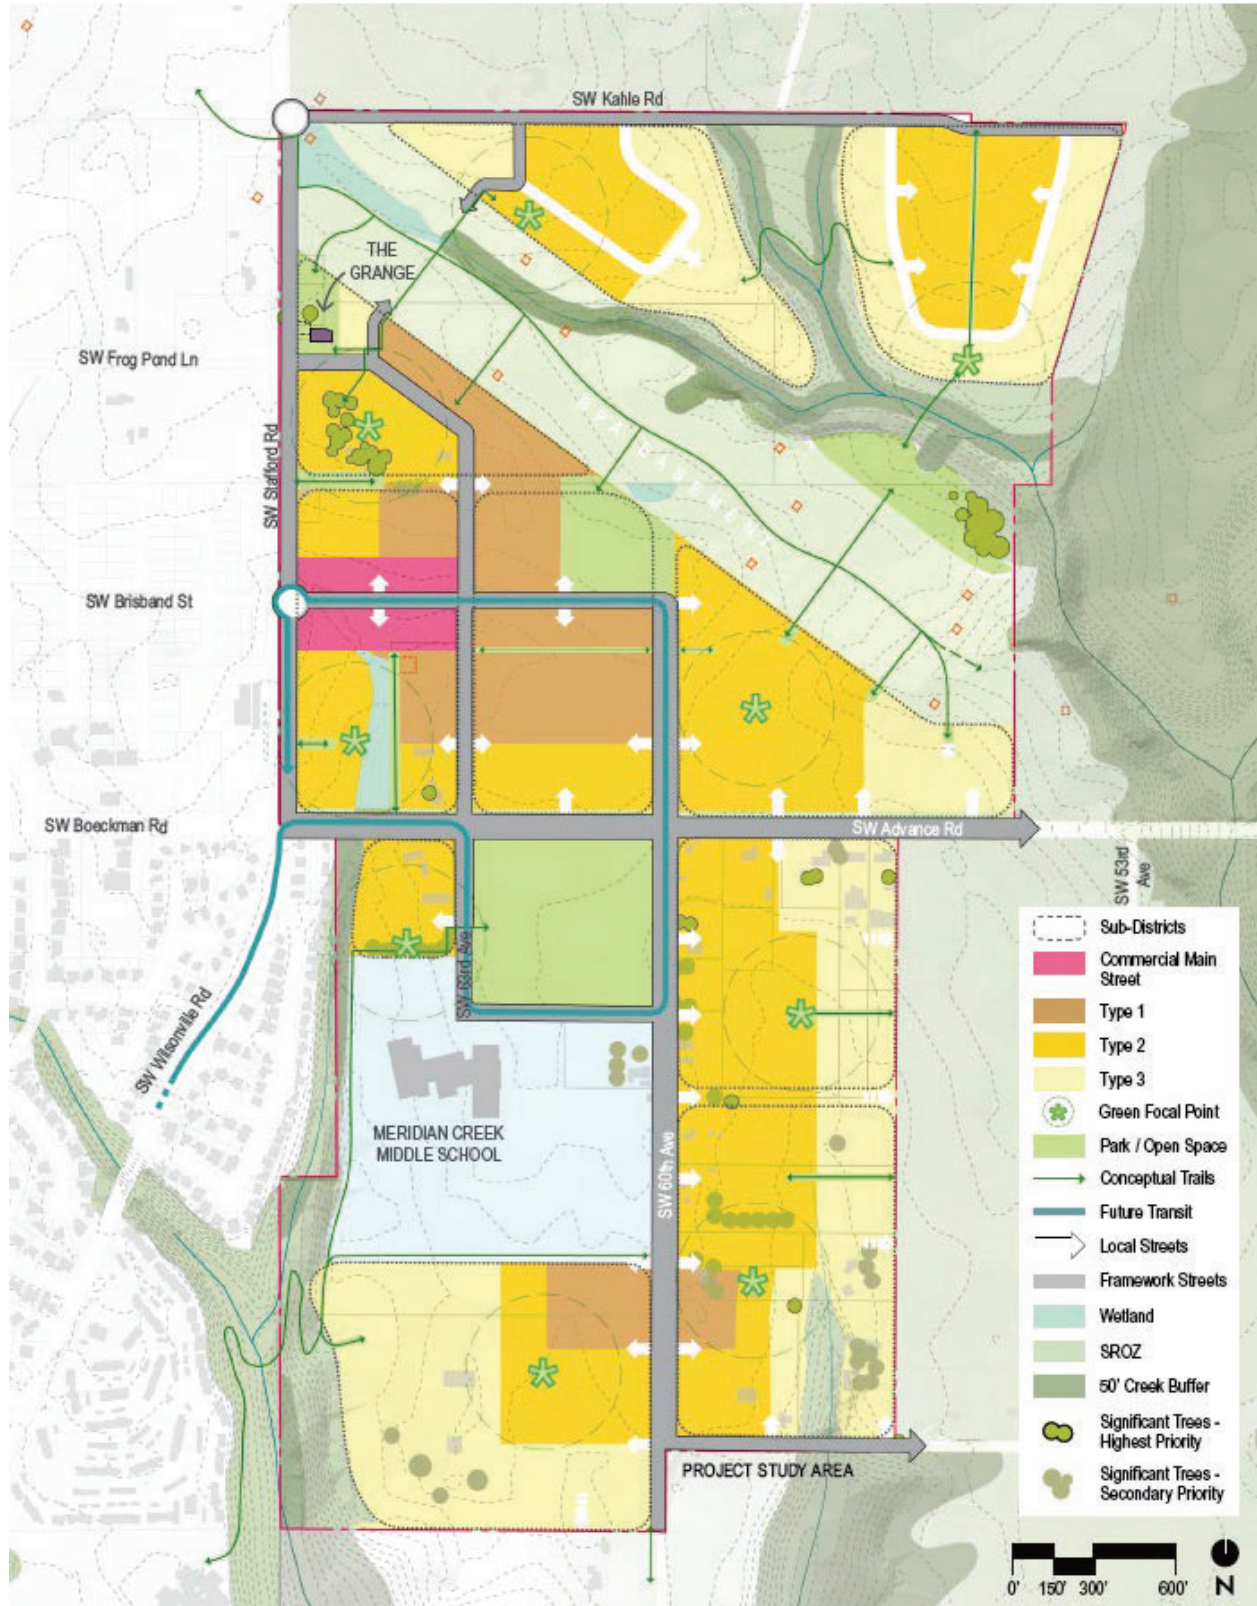 SW Kahle Rd
THE
GRANGE
SW Frog Pond Ln
SW Stafford Rd
BPA EASEMENT
SW Brisband St
SW Boeckman Rd
SW Advance Rd
SW 53rd
Ave
SW 63rd Ave
SW Wilsonville Rd
MERIDIAN CREEK
MIDDLE SCHOOL
SW 60th Ave
PROJECT STUDY AREA
Sub-Districts
Commercial Main
Street
Type 1
Type 2
Type 3
Green Focal Point
Park / Open Space
Conceptual Trails
Future Transit
Local Streets
Framework Streets
Wetland
SROZ
50' Creek Buffer
Significant Trees -
Highest Priority
Significant Trees -
Secondary Priority
0' 150' 300' 600'
N